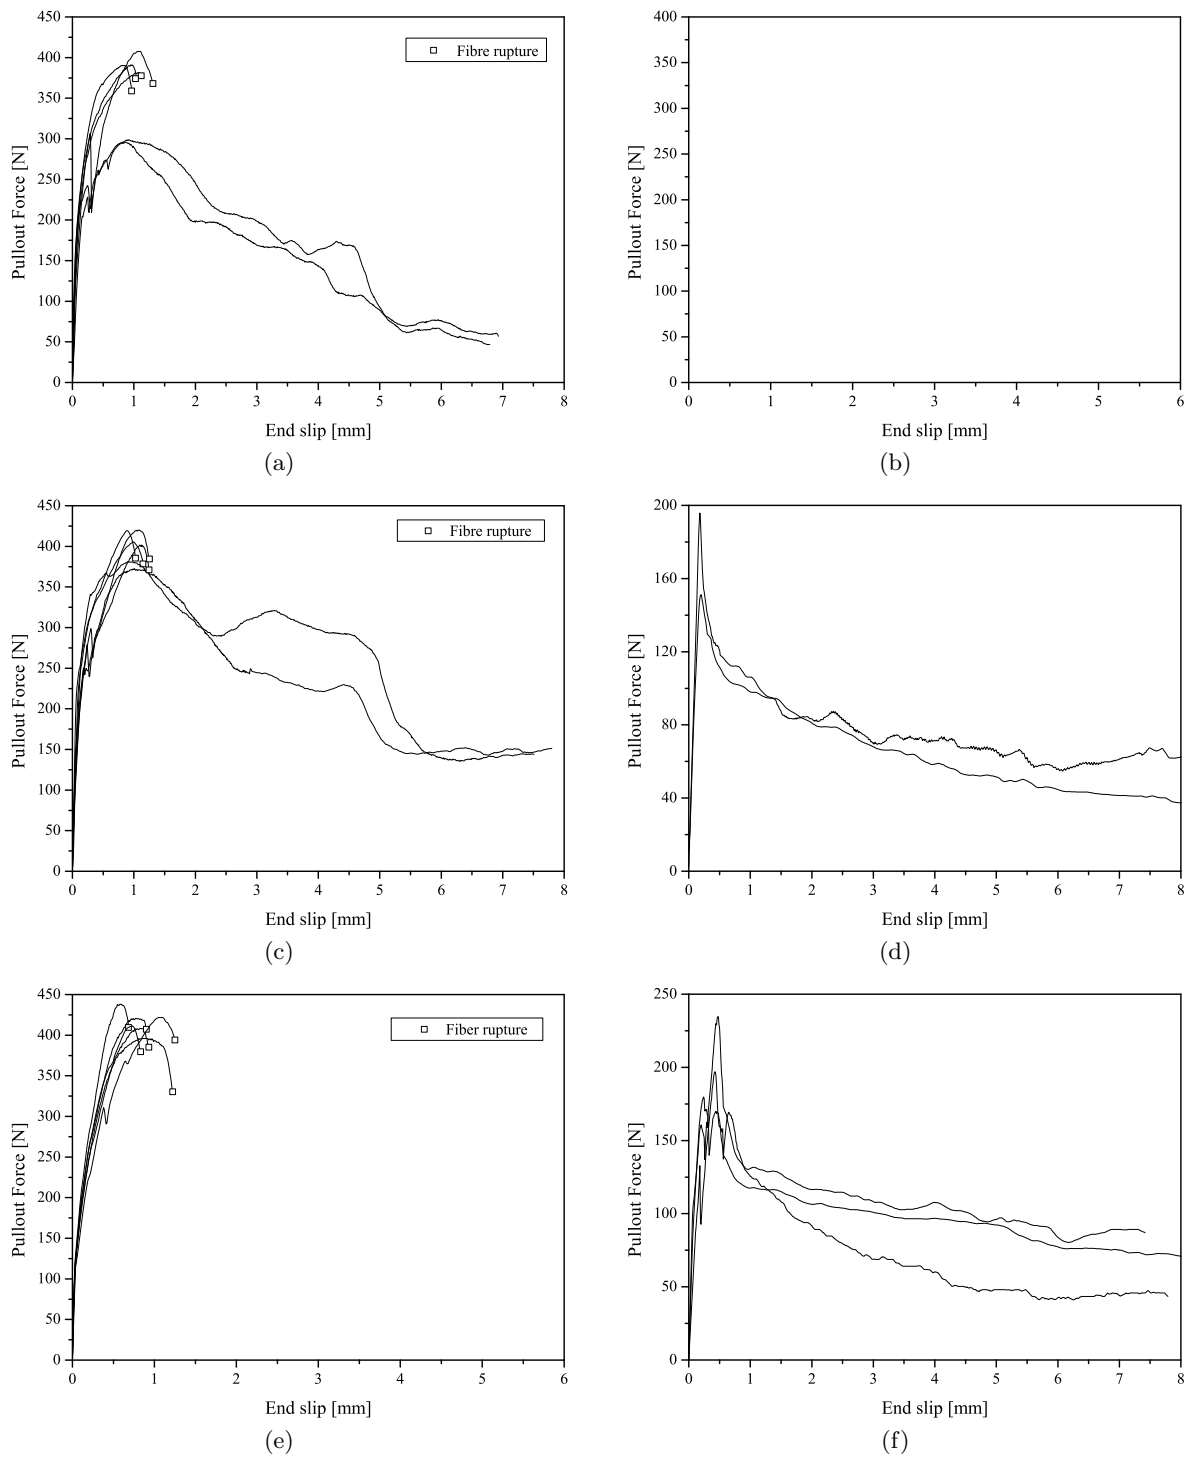 450
400
350
300
250
200
150
100
50
0
Pullout Force [N]
Fibre rupture
0 1 2 3 4 5 6 7 8
End slip [mm]
(a)
400
350
300
250
200
150
100
50
0
Pullout Force [N]
0 1 2 3 4 5 6
End slip [mm]
(b)
450
400
350
300
250
200
150
100
50
0
Pullout Force [N]
Fibre rupture
0 1 2 3 4 5 6 7 8
End slip [mm]
(c)
200
160
120
80
40
0
Pullout Force [N]
0 1 2 3 4 5 6 7 8
End slip [mm]
(d)
450
400
350
300
250
200
150
100
50
0
Pullout Force [N]
Fiber rupture
0 1 2 3 4 5 6
End slip [mm]
(e)
250
200
150
100
50
0
Pullout Force [N]
0 1 2 3 4 5 6 7 8
End slip [mm]
(f)